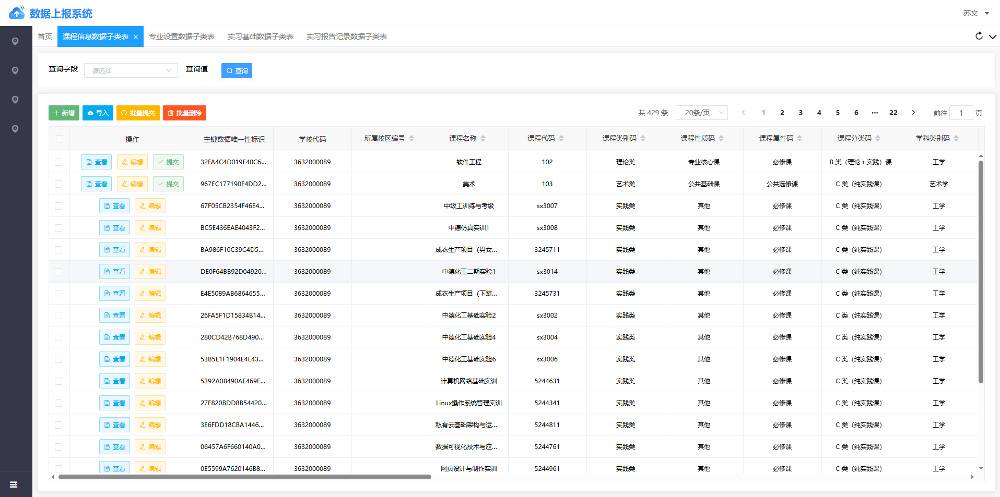 数据上报系统
苏文
首页 课程信息数据子类表 × 专业设置数据子类表 实习基础数据子类表 实习报告记录数据子类表
查询字段 请选择 查询值 查询
新增 导入 批量提交 批量删除 共 429 条 20条/页 1 2 3 4 5 6 ... 22 前往 1 页
操作 主键数据唯一性标识 学校代码 所属校区编号 课程名称 课程代码 课程类别码 课程性质码 课程属性码 课程分类码 学科类别码
查看 编辑 提交 32FA4C4D019E40C6... 3632000089 软件工程 102 理论类 专业核心课 必修课 B 类（理论＋实践）课 工学
查看 编辑 提交 967EC177190F4DD2... 3632000089 美术 103 艺术类 公共基础课 公共选修课 C 类（纯实践课） 艺术学
查看 编辑 67F05CB2354F46E4... 3632000089 中级工训练与考级 sx3007 实践类 其他 必修课 C 类（纯实践课） 工学
查看 编辑 BC5E436EAE4043F2... 3632000089 中德仿真实训1 sx3008 实践类 其他 必修课 C 类（纯实践课） 工学
查看 编辑 BA986F10C39C4D5... 3632000089 成衣生产项目（男女... 3245711 实践类 其他 必修课 C 类（纯实践课） 工学
查看 编辑 DE0F64BB92D04920... 3632000089 中德化工二期实验1 sx3014 实践类 其他 必修课 C 类（纯实践课） 工学
查看 编辑 E4E5089AB6864655... 3632000089 成衣生产项目（下装... 3245731 实践类 其他 必修课 C 类（纯实践课） 工学
查看 编辑 26FA5F1D15834B14... 3632000089 中德化工基础实验2 sx3002 实践类 其他 必修课 C 类（纯实践课） 工学
查看 编辑 280CD42B768D490... 3632000089 中德化工基础实验4 sx3004 实践类 其他 必修课 C 类（纯实践课） 工学
查看 编辑 53B5E1F1904E4E43... 3632000089 中德化工基础实验6 sx3006 实践类 其他 必修课 C 类（纯实践课） 工学
查看 编辑 5392A08490AE469E... 3632000089 计算机网络基础实训 5244631 实践类 其他 必修课 C 类（纯实践课） 工学
查看 编辑 27F820BDD8B54420... 3632000089 Linux操作系统管理实训 5244341 实践类 其他 必修课 C 类（纯实践课） 工学
查看 编辑 3E6FDD18CBA1446... 3632000089 私有云基础架构与运... 5244811 实践类 其他 必修课 C 类（纯实践课） 工学
查看 编辑 06457A6F660140A0... 3632000089 数据可视化技术与应... 5244761 实践类 其他 必修课 C 类（纯实践课） 工学
查看 编辑 0E5599A7620146B8... 3632000089 网页设计与制作实训 5244961 实践类 其他 必修课 C 类（纯实践课） 工学